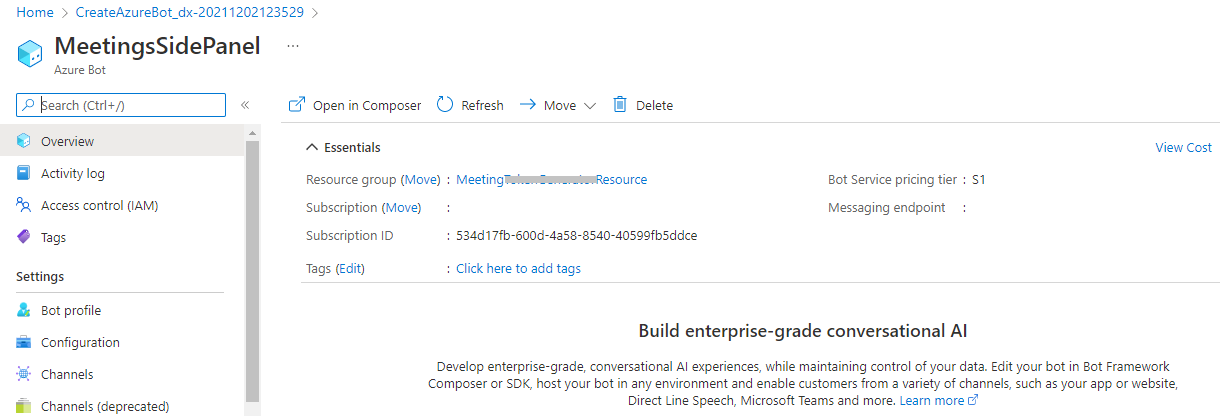 Home > CreateAzureBot_dx-20211202123529 >
MeetingsSidePanel ...
Azure Bot
Search (Ctrl+/) «
Overview
Activity log
Access control (IAM)
Tags
Settings
Bot profile
Configuration
Channels
Channels (deprecated)
Open in Composer Refresh Move Delete
Essentials View Cost
Resource group (Move) : Meeting Resource Bot Service pricing tier : S1
Subscription (Move) : Messaging endpoint :
Subscription ID : 534d17fb-600d-4a58-8540-40599fb5ddce
Tags (Edit) : Click here to add tags
Build enterprise-grade conversational AI
Develop enterprise-grade, conversational AI experiences, while maintaining control of your data. Edit your bot in Bot Framework
Composer or SDK, host your bot in any environment and enable customers from a variety of channels, such as your app or website,
Direct Line Speech, Microsoft Teams and more. Learn more